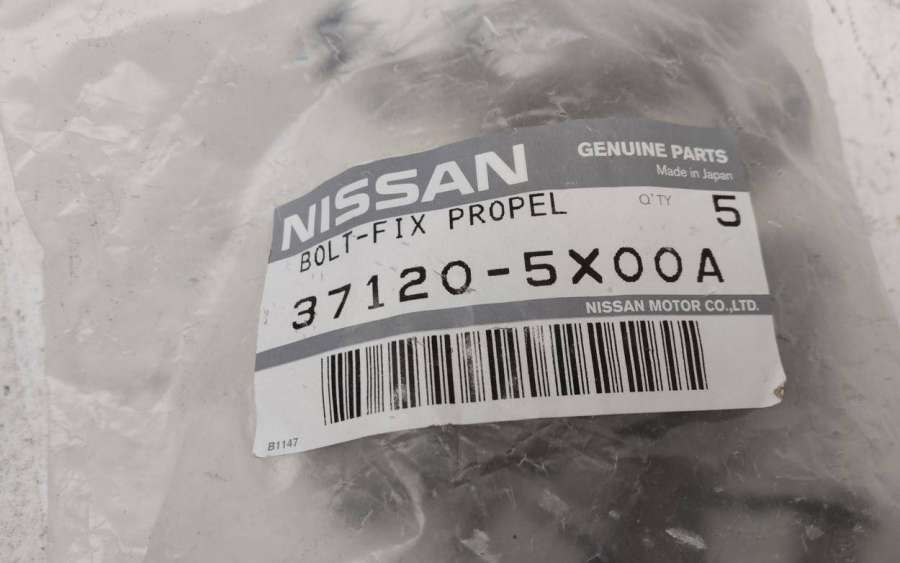 NISSAN
GENUINE PARTS
Made in Japan
BOLT-FIX PROPEL
Q'TY 5
37120-5X00A
NISSAN MOTOR CO.,LTD.
B1147